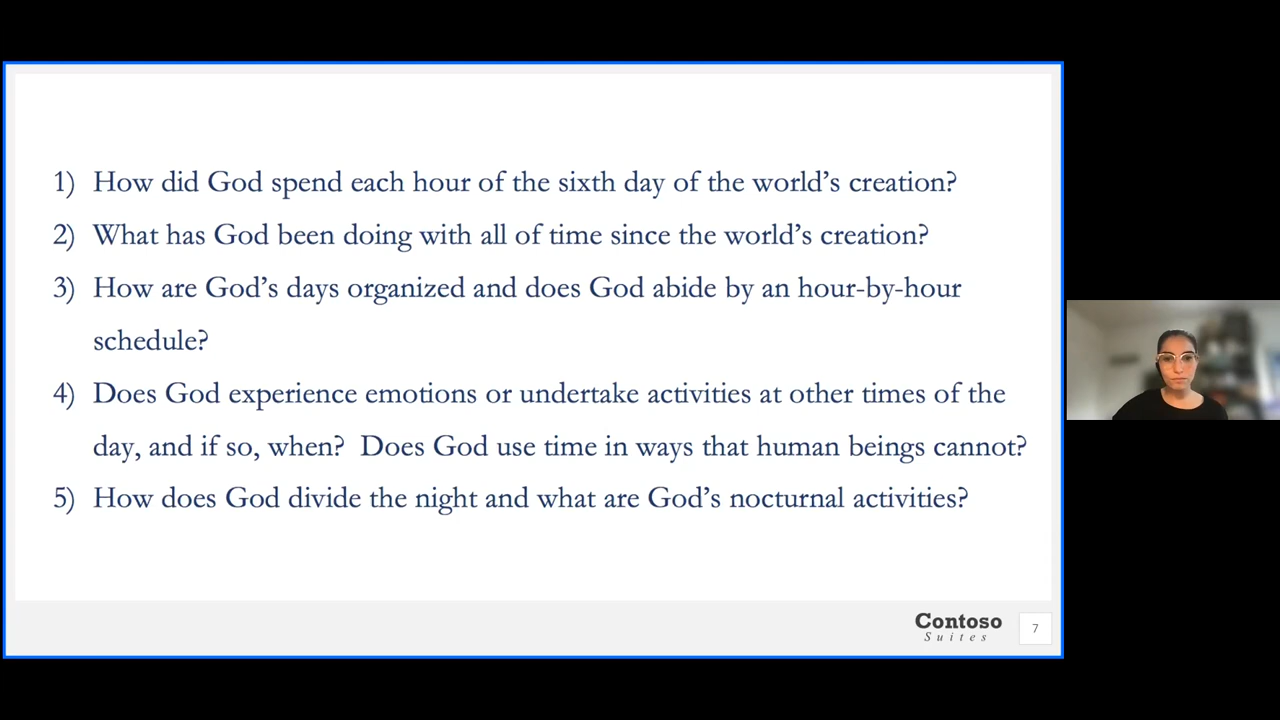 1) How did God spend each hour of the sixth day of the world’s creation?
2) What has God been doing with all of time since the world’s creation?
3) How are God’s days organized and does God abide by an hour-by-hour
schedule?
4) Does God experience emotions or undertake activities at other times of the
day, and if so, when?  Does God use time in ways that human beings cannot?
5) How does God divide the night and what are God’s nocturnal activities?
Contoso
Suites
7